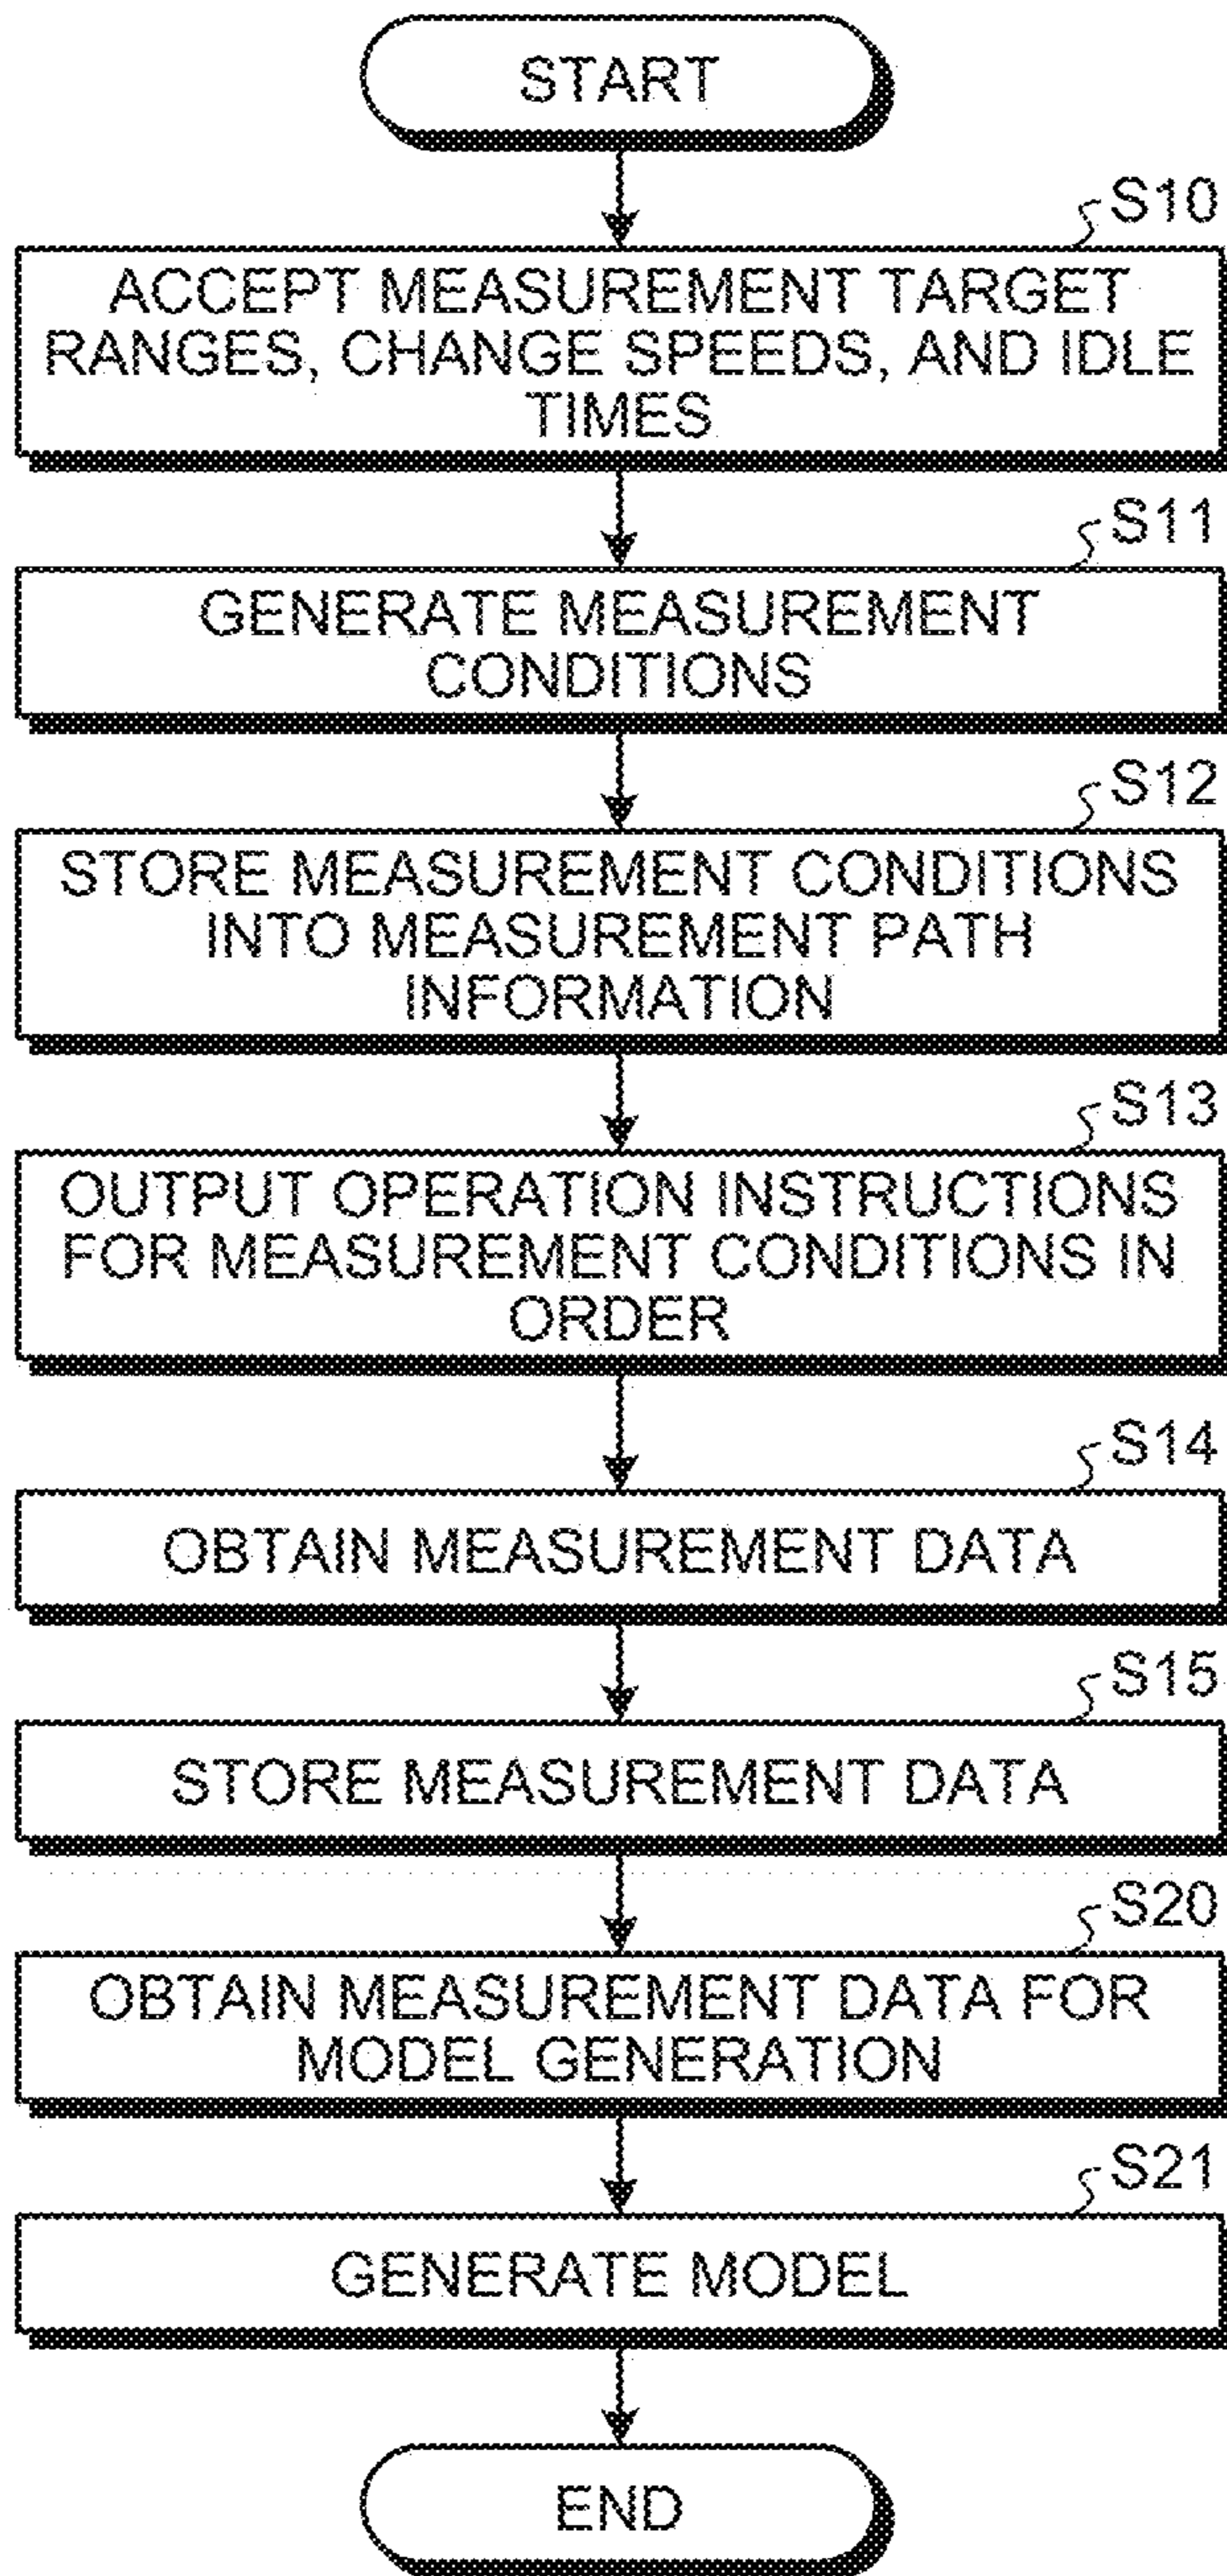 START
S10
ACCEPT MEASUREMENT TARGET
RANGES, CHANGE SPEEDS, AND IDLE
TIMES
S11
GENERATE MEASUREMENT
CONDITIONS
S12
STORE MEASUREMENT CONDITIONS
INTO MEASUREMENT PATH
INFORMATION
S13
OUTPUT OPERATION INSTRUCTIONS
FOR MEASUREMENT CONDITIONS IN
ORDER
S14
OBTAIN MEASUREMENT DATA
S15
STORE MEASUREMENT DATA
S20
OBTAIN MEASUREMENT DATA FOR
MODEL GENERATION
S21
GENERATE MODEL
END